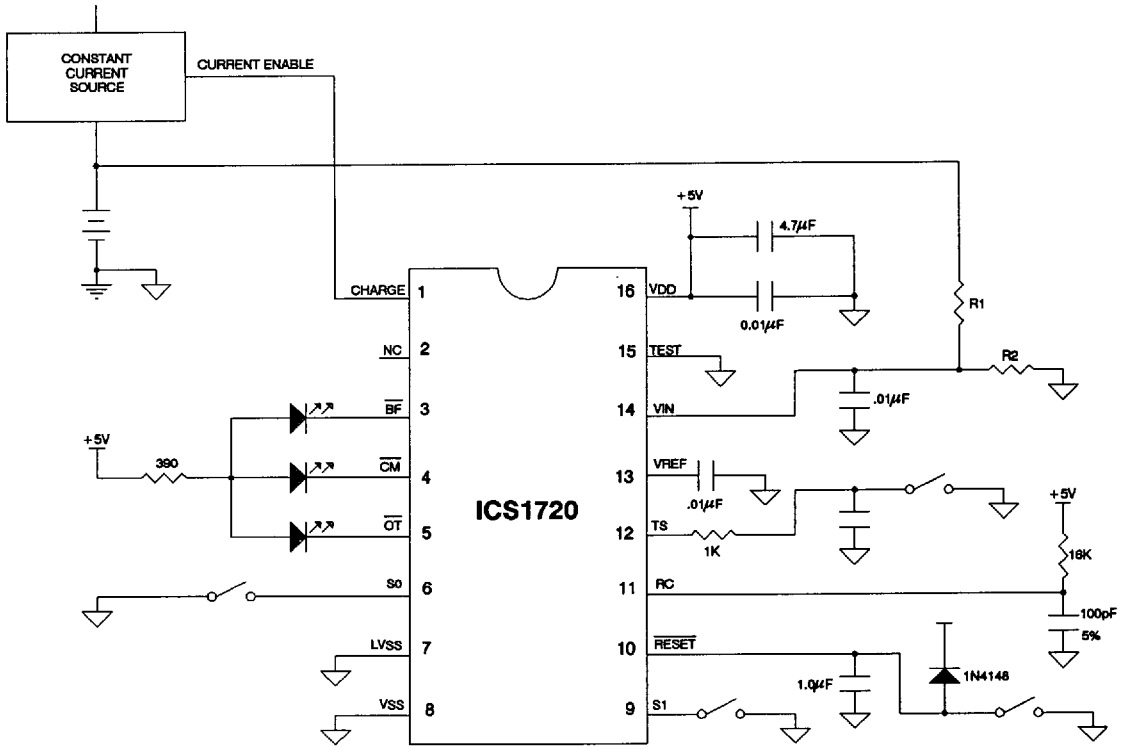 CONSTANT
CURRENT
SOURCE
CURRENT ENABLE
+5V
4.7µF
0.01µF
CHARGE 1
16 VDD
R1
NC 2
15 TEST
R2
BF 3
14 VIN
.01µF
+5V
390
CM 4
13 VREF
.01µF
+5V
ICS1720
OT 5
12 TS
1K
16K
S0 6
11 RC
100pF
5%
LVSS 7
10 RESET
1.0µF
1N4148
VSS 8
9 S1